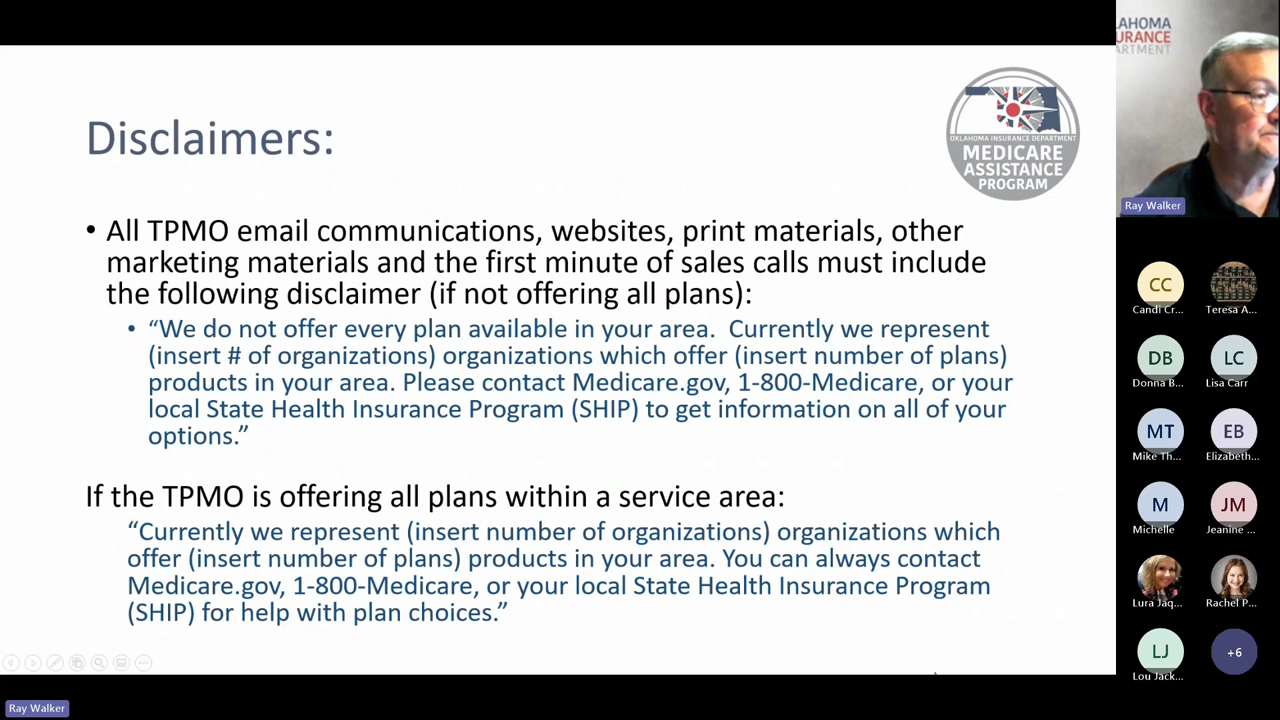 Disclaimers:
OKLAHOMA INSURANCE DEPARTMENT
MEDICARE
ASSISTANCE
PROGRAM
• All TPMO email communications, websites, print materials, other
marketing materials and the first minute of sales calls must include
the following disclaimer (if not offering all plans):
• “We do not offer every plan available in your area.  Currently we represent
(insert # of organizations) organizations which offer (insert number of plans)
products in your area. Please contact Medicare.gov, 1-800-Medicare, or your
local State Health Insurance Program (SHIP) to get information on all of your
options.”
If the TPMO is offering all plans within a service area:
“Currently we represent (insert number of organizations) organizations which
offer (insert number of plans) products in your area. You can always contact
Medicare.gov, 1-800-Medicare, or your local State Health Insurance Program
(SHIP) for help with plan choices.”
Ray Walker
AHOMA
URANCE
ARTMENT
Ray Walker
CC
Candi Cr...
Teresa A...
DB
Donna B...
LC
Lisa Carr
MT
Mike Th...
EB
Elizabeth...
M
Michelle
JM
Jeanine ...
Lura Jaq...
Rachel P...
LJ
Lou Jack...
+6